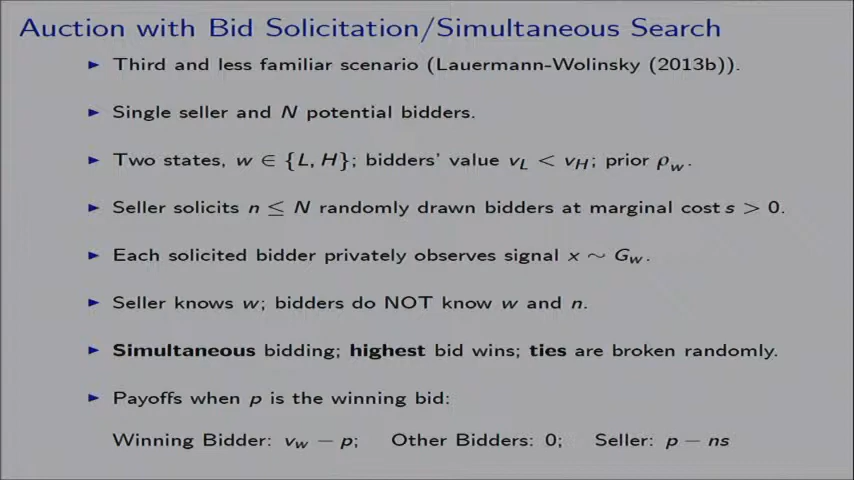 Auction with Bid Solicitation/Simultaneous Search
▶ Third and less familiar scenario (Lauermann-Wolinsky (2013b)).
▶ Single seller and N potential bidders.
▶ Two states, w ∈ {L, H}; bidders' value v_L < v_H; prior ρ_w.
▶ Seller solicits n ≤ N randomly drawn bidders at marginal cost s > 0.
▶ Each solicited bidder privately observes signal x ∼ G_w.
▶ Seller knows w; bidders do NOT know w and n.
▶ Simultaneous bidding; highest bid wins; ties are broken randomly.
▶ Payoffs when p is the winning bid:
Winning Bidder: v_w − p; Other Bidders: 0; Seller: p − ns